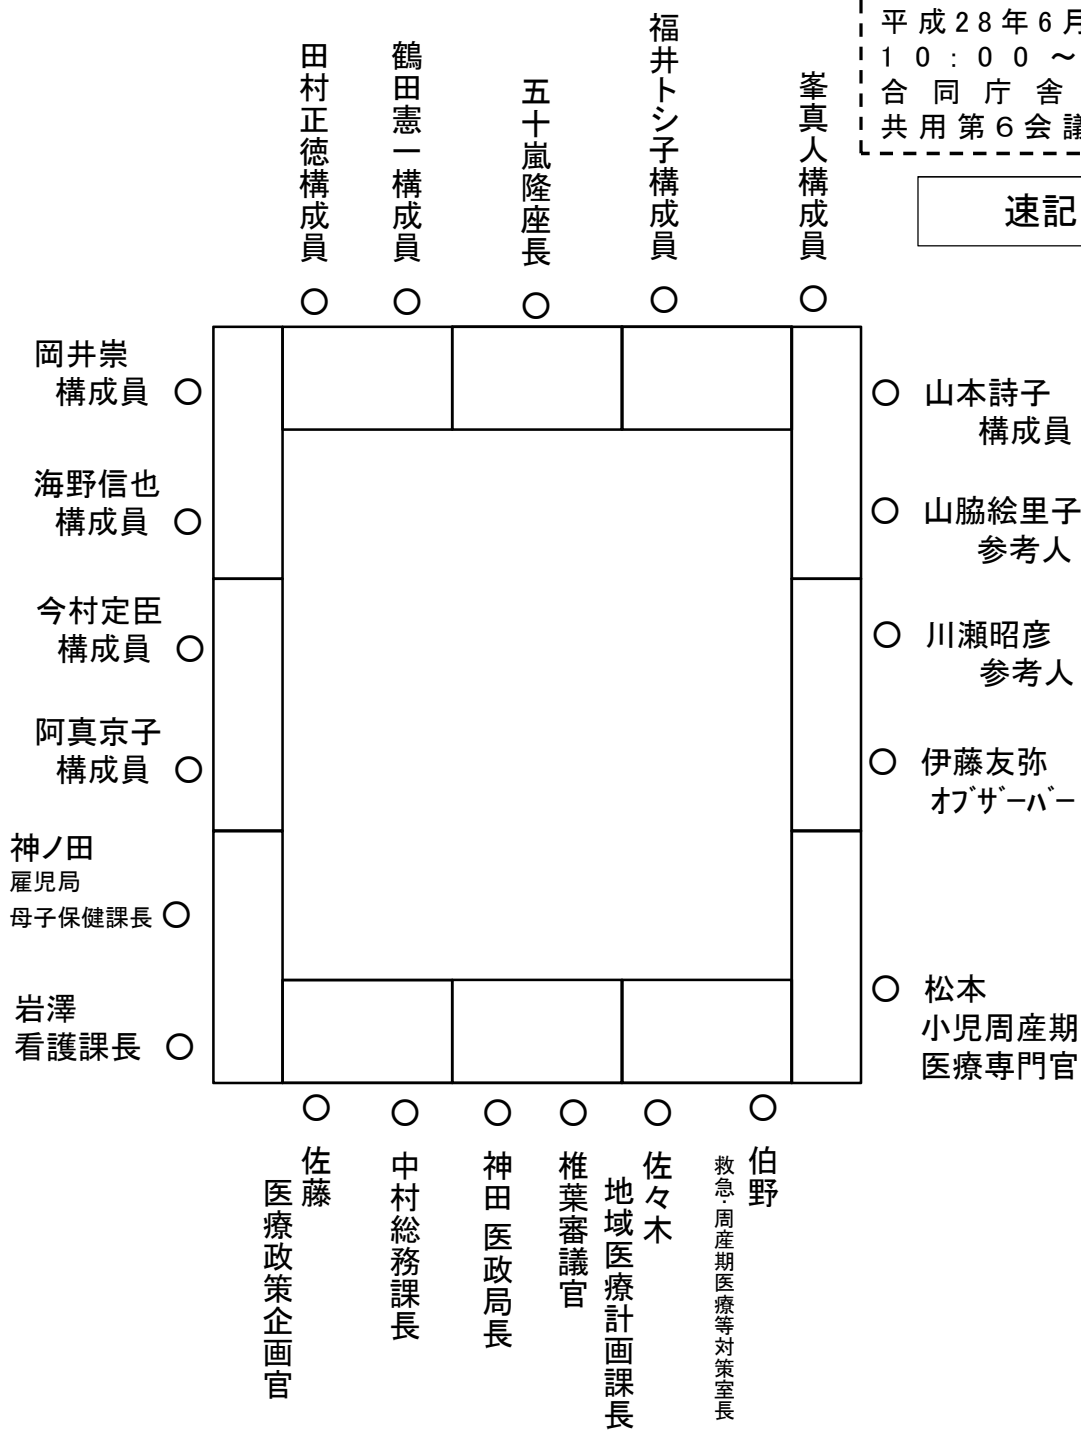 平成28年6月
10:00～
合同庁舎
共用第6会議
速記
田村正徳構成員
鶴田憲一構成員
五十嵐隆座長
福井トシ子構成員
峯真人構成員
岡井崇
構成員
海野信也
構成員
今村定臣
構成員
阿真京子
構成員
神ノ田
雇児局
母子保健課長
岩澤
看護課長
山本詩子
構成員
山脇絵里子
参考人
川瀬昭彦
参考人
伊藤友弥
ｵﾌﾞｻﾞｰﾊﾞｰ
松本
小児周産期
医療専門官
佐藤
医療政策企画官
中村総務課長
神田 医政局長
椎葉審議官
佐々木
地域医療計画課長
伯野
救急・周産期医療等対策室長